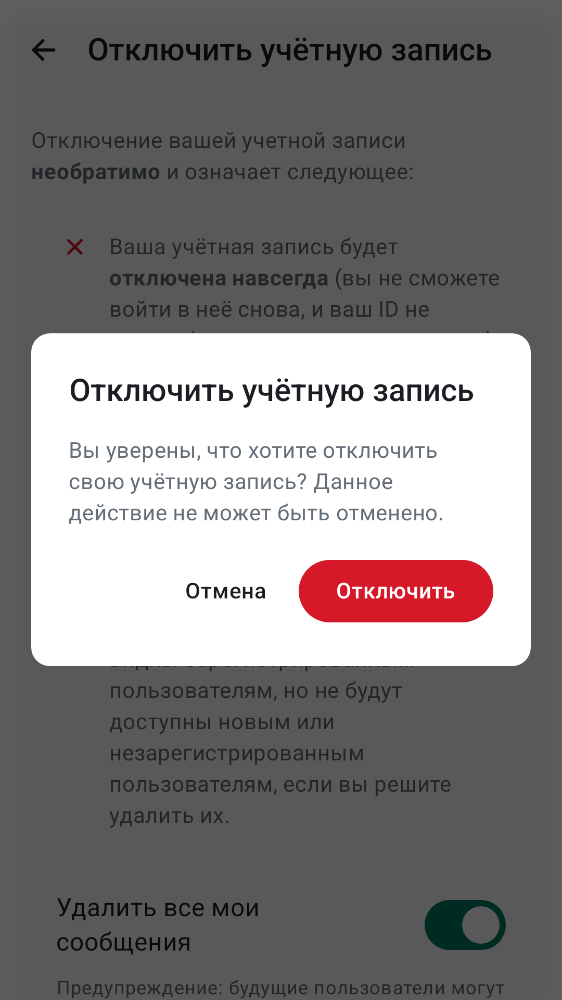 Отключить учётную запись
Отключение вашей учетной записи
необратимо и означает следующее:
Ваша учётная запись будет
отключена навсегда (вы не сможете
войти в неё снова, и ваш ID не
Отключить учётную запись
Вы уверены, что хотите отключить
свою учётную запись? Данное
действие не может быть отменено.
Отмена
Отключить
пользователям, но не будут
доступны новым или
незарегистрированным
пользователям, если вы решите
удалить их.
Удалить все мои
сообщения
Предупреждение: будущие пользователи могут